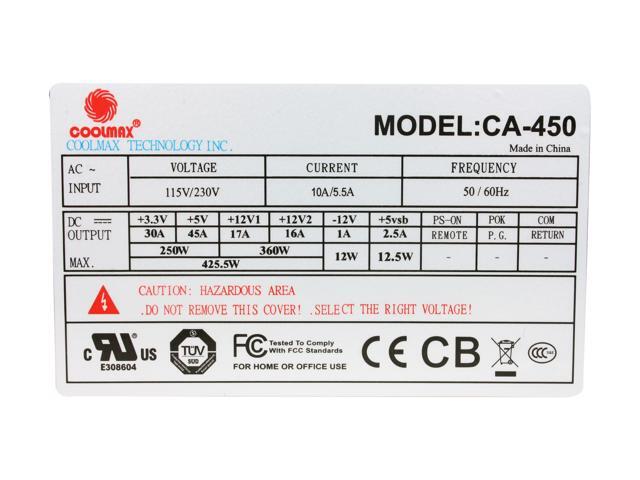 COOLMAX®
COOLMAX TECHNOLOGY INC.
MODEL:CA-450
Made in China
AC ~ INPUT VOLTAGE CURRENT FREQUENCY
115V/230V 10A/5.5A 50 / 60Hz
DC OUTPUT +3.3V +5V +12V1 +12V2 -12V +5vsb PS-ON POK COM
30A 45A 17A 16A 1A 2.5A REMOTE P.G. RETURN
MAX. 250W 360W 12W 12.5W - - -
425.5W
CAUTION: HAZARDOUS AREA
.DO NOT REMOVE THIS COVER! .SELECT THE RIGHT VOLTAGE!
C UR US
E308604
TÜV
SUD
FC Tested To Comply
With FCC Standards
FOR HOME OR OFFICE USE
CE CB
CCC